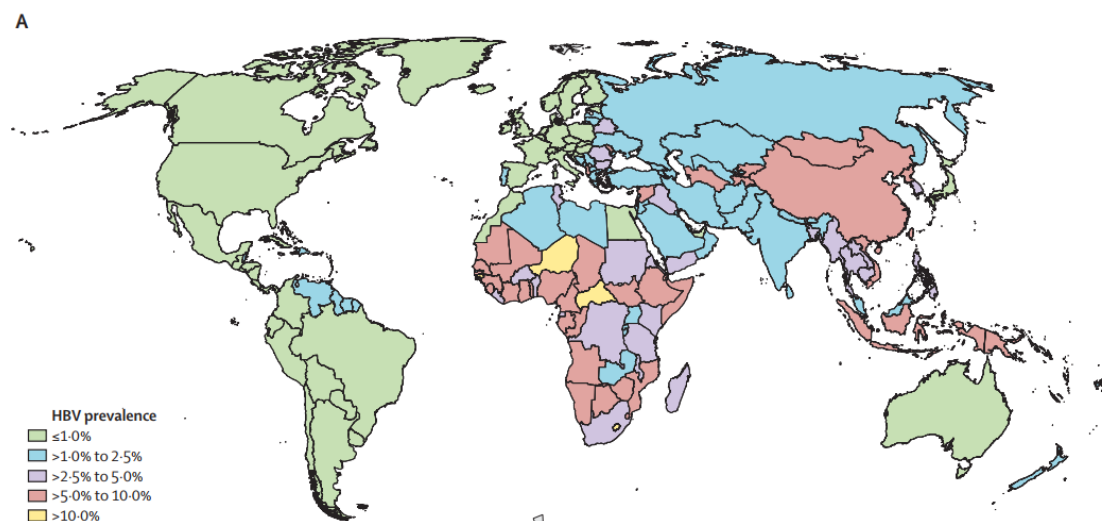 A
HBV prevalence
≤1·0%
>1·0% to 2·5%
>2·5% to 5·0%
>5·0% to 10·0%
>10·0%